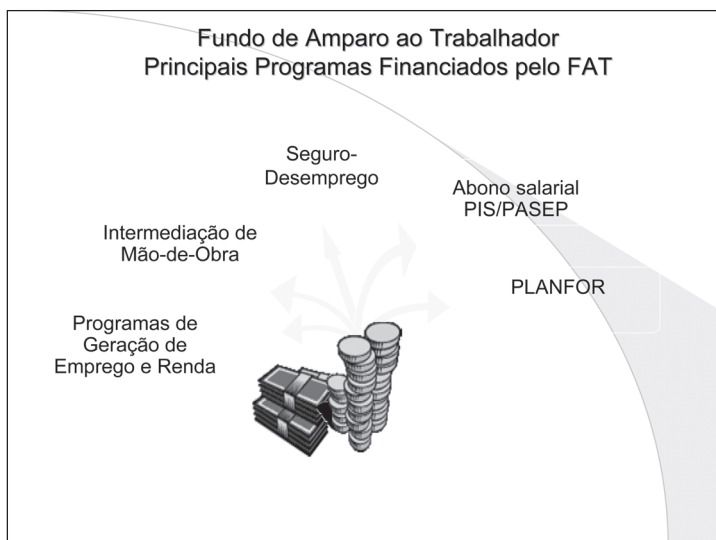 Fundo de Amparo ao Trabalhador
Principais Programas Financiados pelo FAT
Seguro-
Desemprego
Abono salarial
PIS/PASEP
Intermediação de
Mão-de-Obra
PLANFOR
Programas de
Geração de
Emprego e Renda